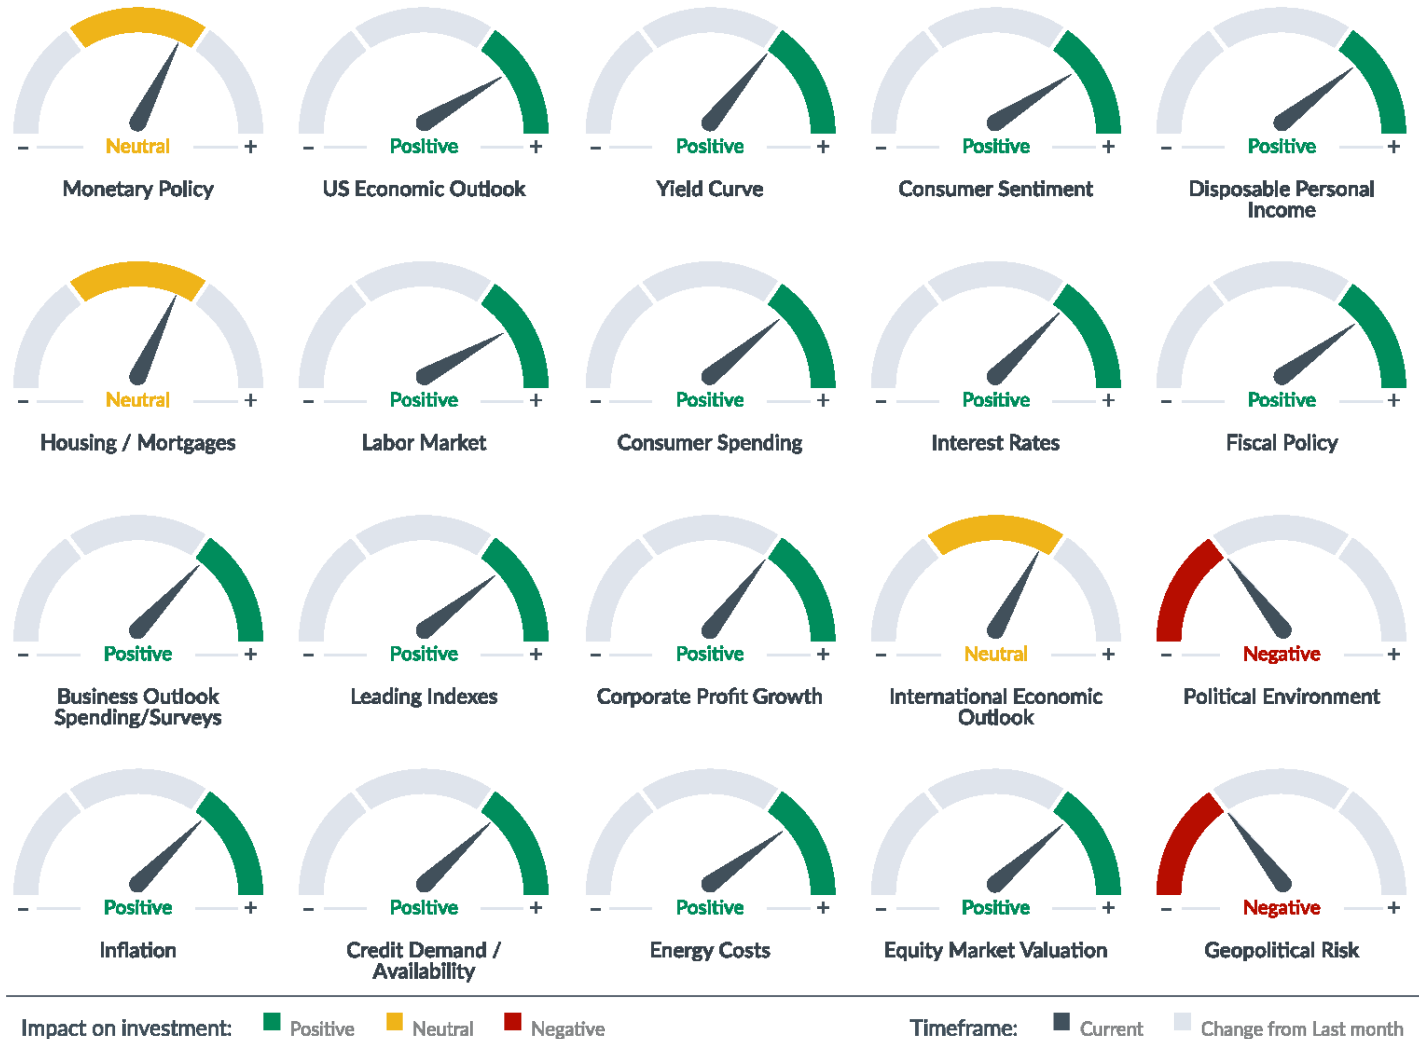 - Neutral +
- Positive +
- Positive +
- Positive +
- Positive +
Monetary Policy
US Economic Outlook
Yield Curve
Consumer Sentiment
Disposable Personal
Income
- Neutral +
- Positive +
- Positive +
- Positive +
- Positive +
Housing / Mortgages
Labor Market
Consumer Spending
Interest Rates
Fiscal Policy
- Positive +
- Positive +
- Positive +
- Neutral +
- Negative +
Business Outlook
Spending/Surveys
Leading Indexes
Corporate Profit Growth
International Economic
Outlook
Political Environment
- Positive +
- Positive +
- Positive +
- Positive +
- Negative +
Inflation
Credit Demand /
Availability
Energy Costs
Equity Market Valuation
Geopolitical Risk
Impact on investment: Positive Neutral Negative
Timeframe: Current Change from Last month